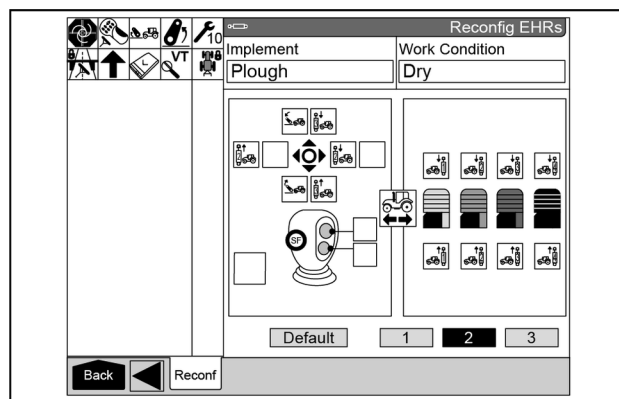 Reconfig EHRs
10
VT
L
Implement
Work Condition
Plough
Dry
SF
Default
1
2
3
Back
Reconf